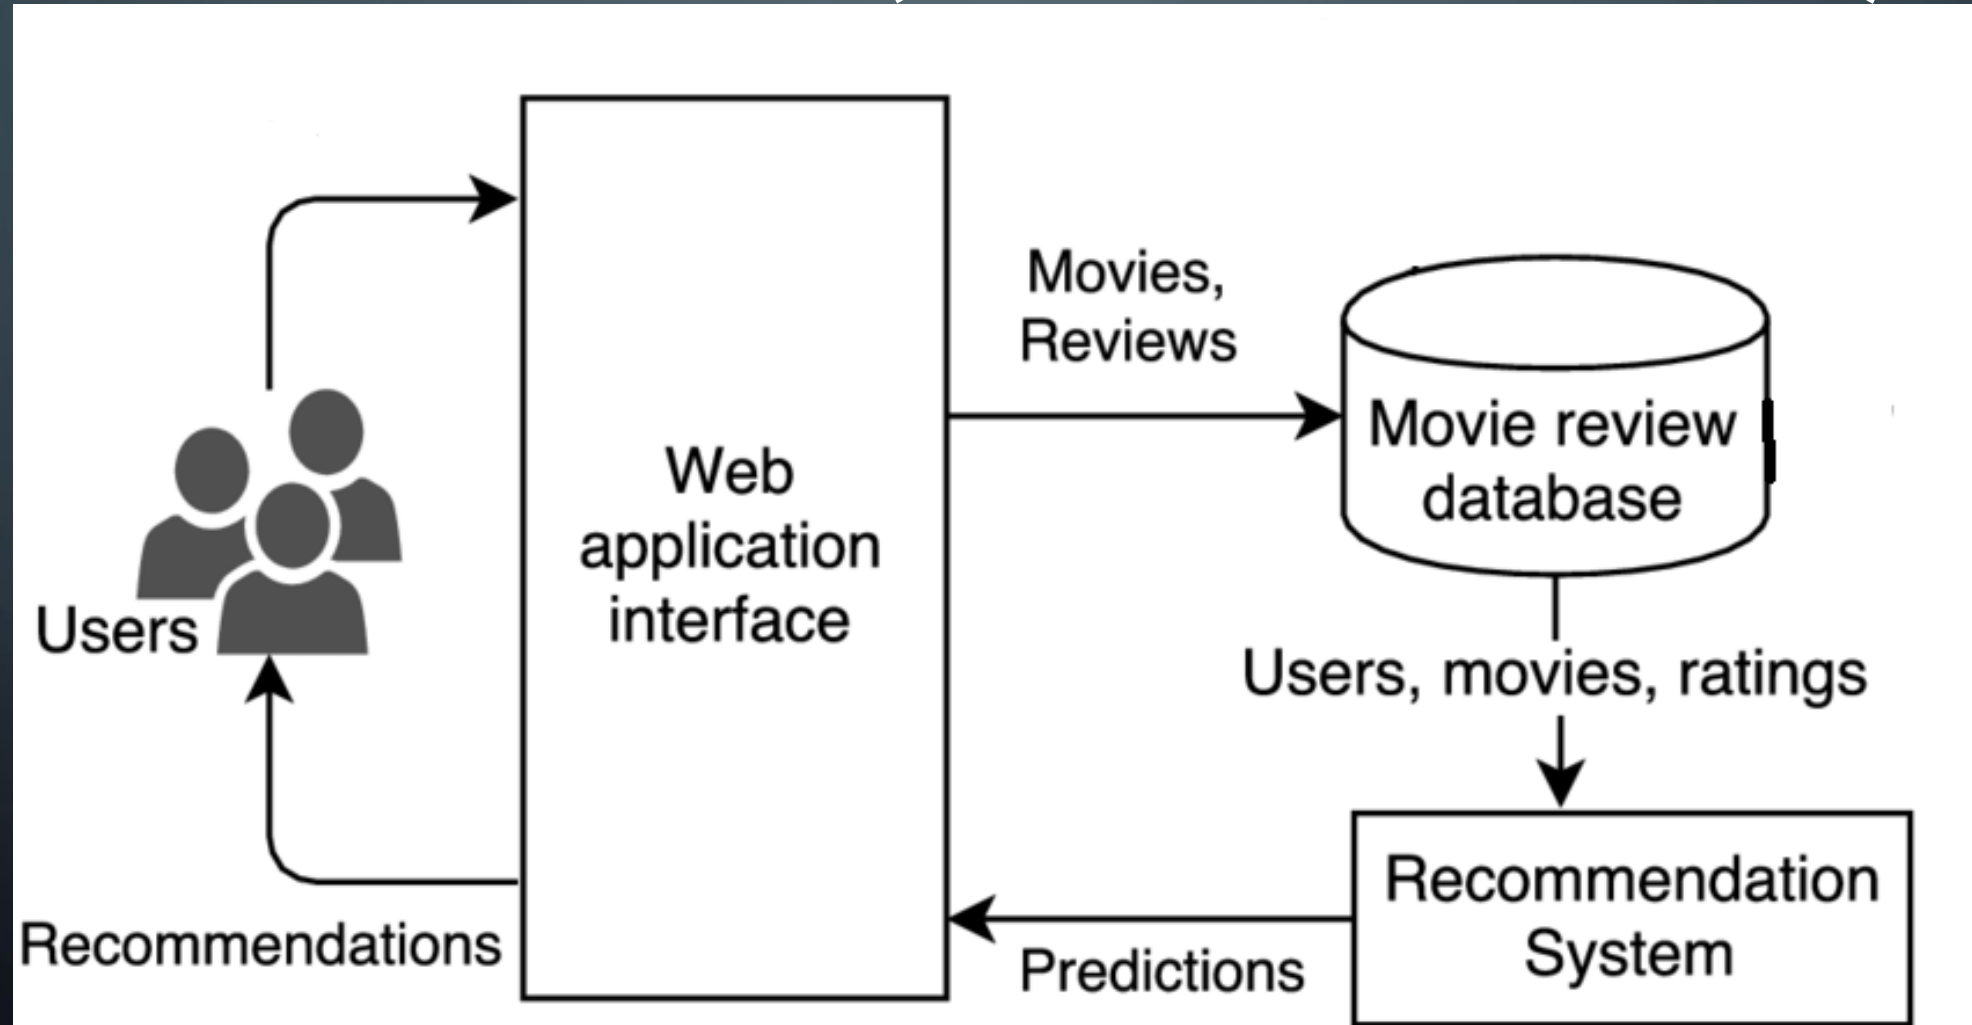 Movies,
Reviews
Movie review
database
Web
application
interface
Users
Users, movies, ratings
Recommendation
System
Recommendations
Predictions